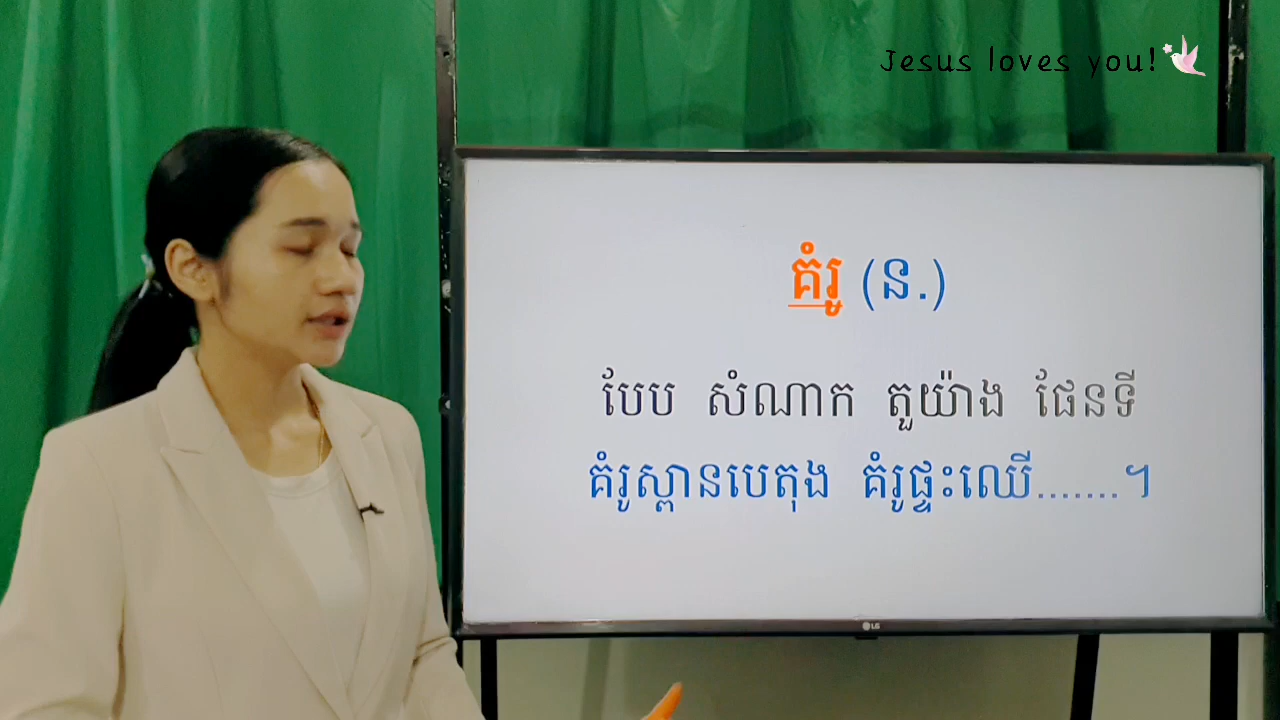 Jesus loves you!
គំរូ (ន.)
បែប សំណាក តួយ៉ាង ផែនទី
គំរូស្ពានបេតុង គំរូផ្ទះឈើ.......។
LG